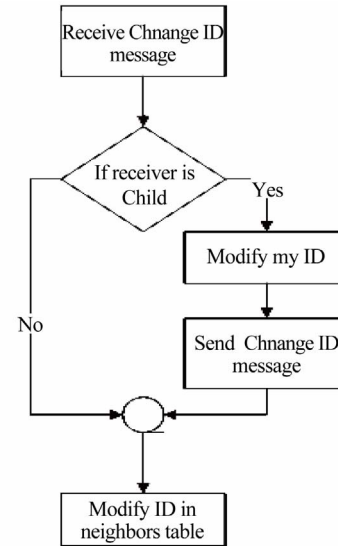 Receive Chnange ID
message
If receiver is
Child
Yes
Modify my ID
No
Send Chnange ID
message
Modify ID in
neighbors table